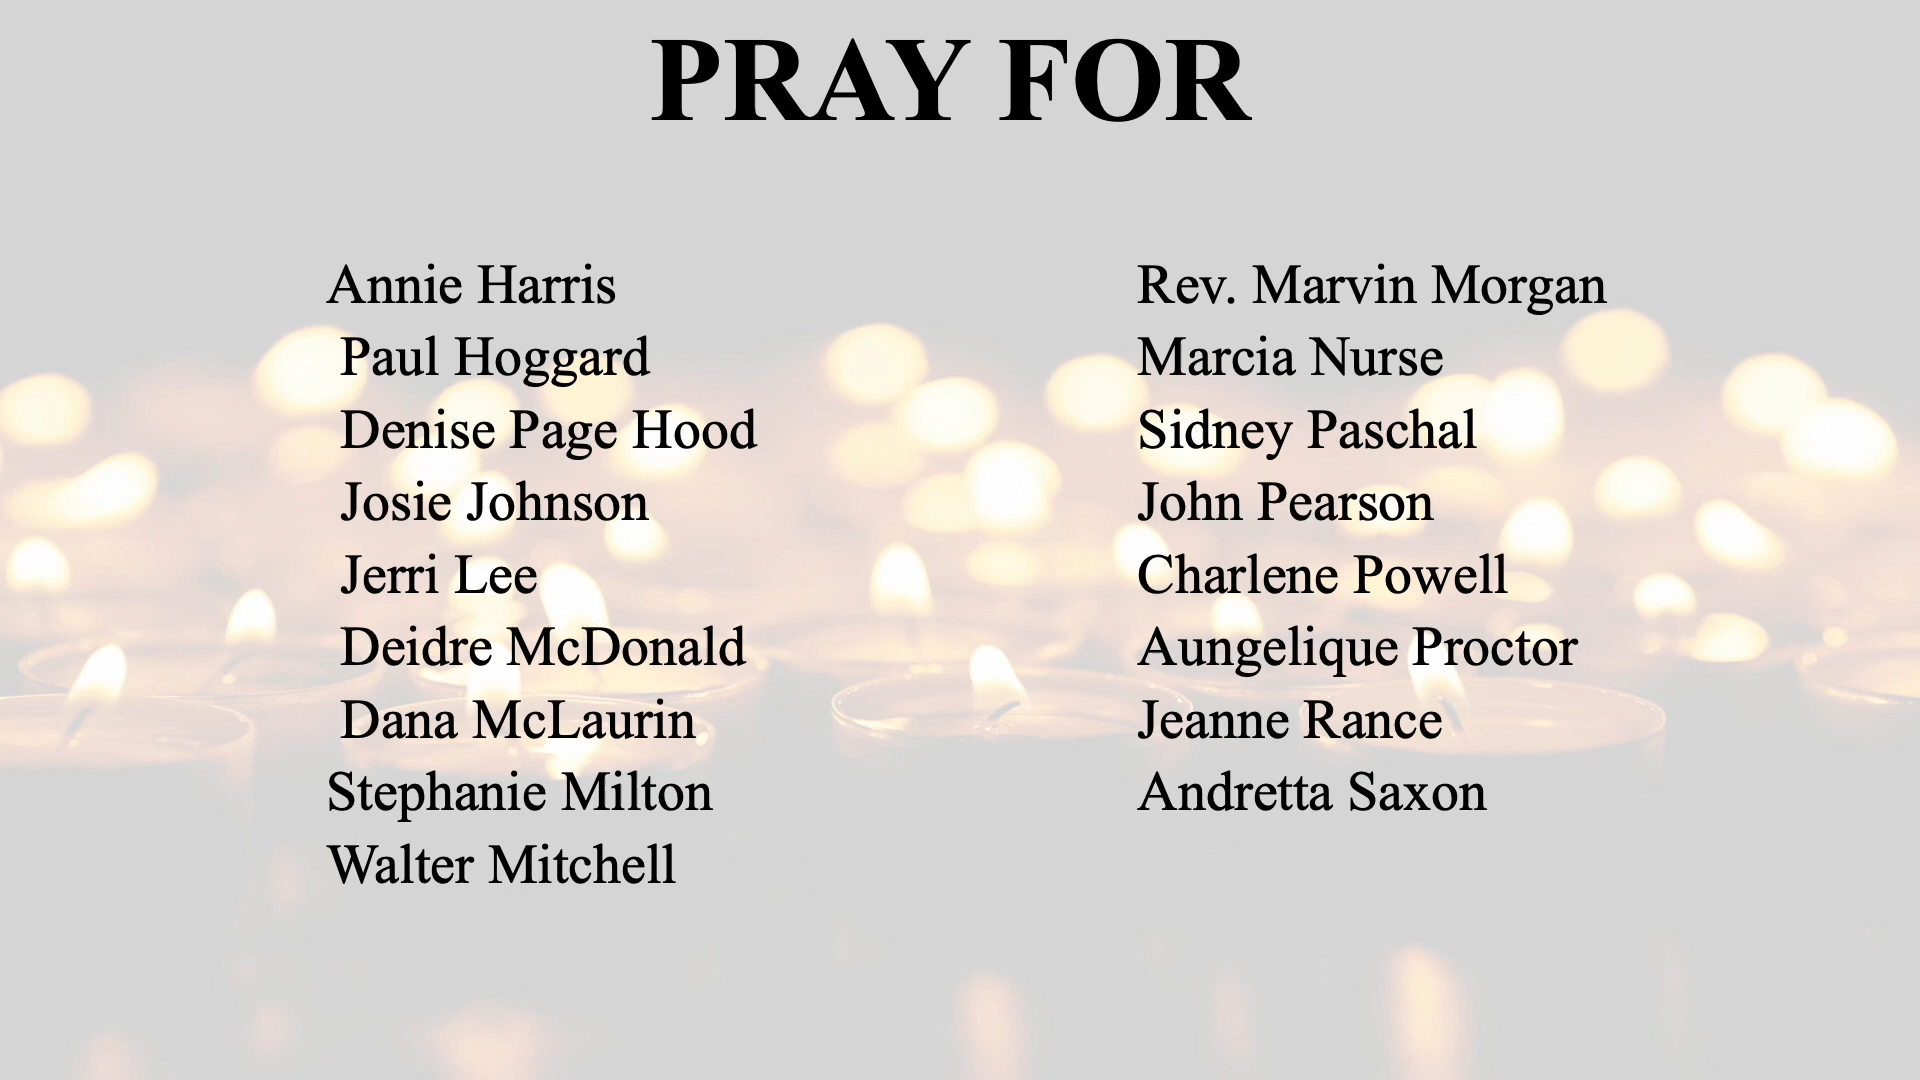 PRAY FOR
Annie Harris
Paul Hoggard
Denise Page Hood
Josie Johnson
Jerri Lee
Deidre McDonald
Dana McLaurin
Stephanie Milton
Walter Mitchell
Rev. Marvin Morgan
Marcia Nurse
Sidney Paschal
John Pearson
Charlene Powell
Aungelique Proctor
Jeanne Rance
Andretta Saxon